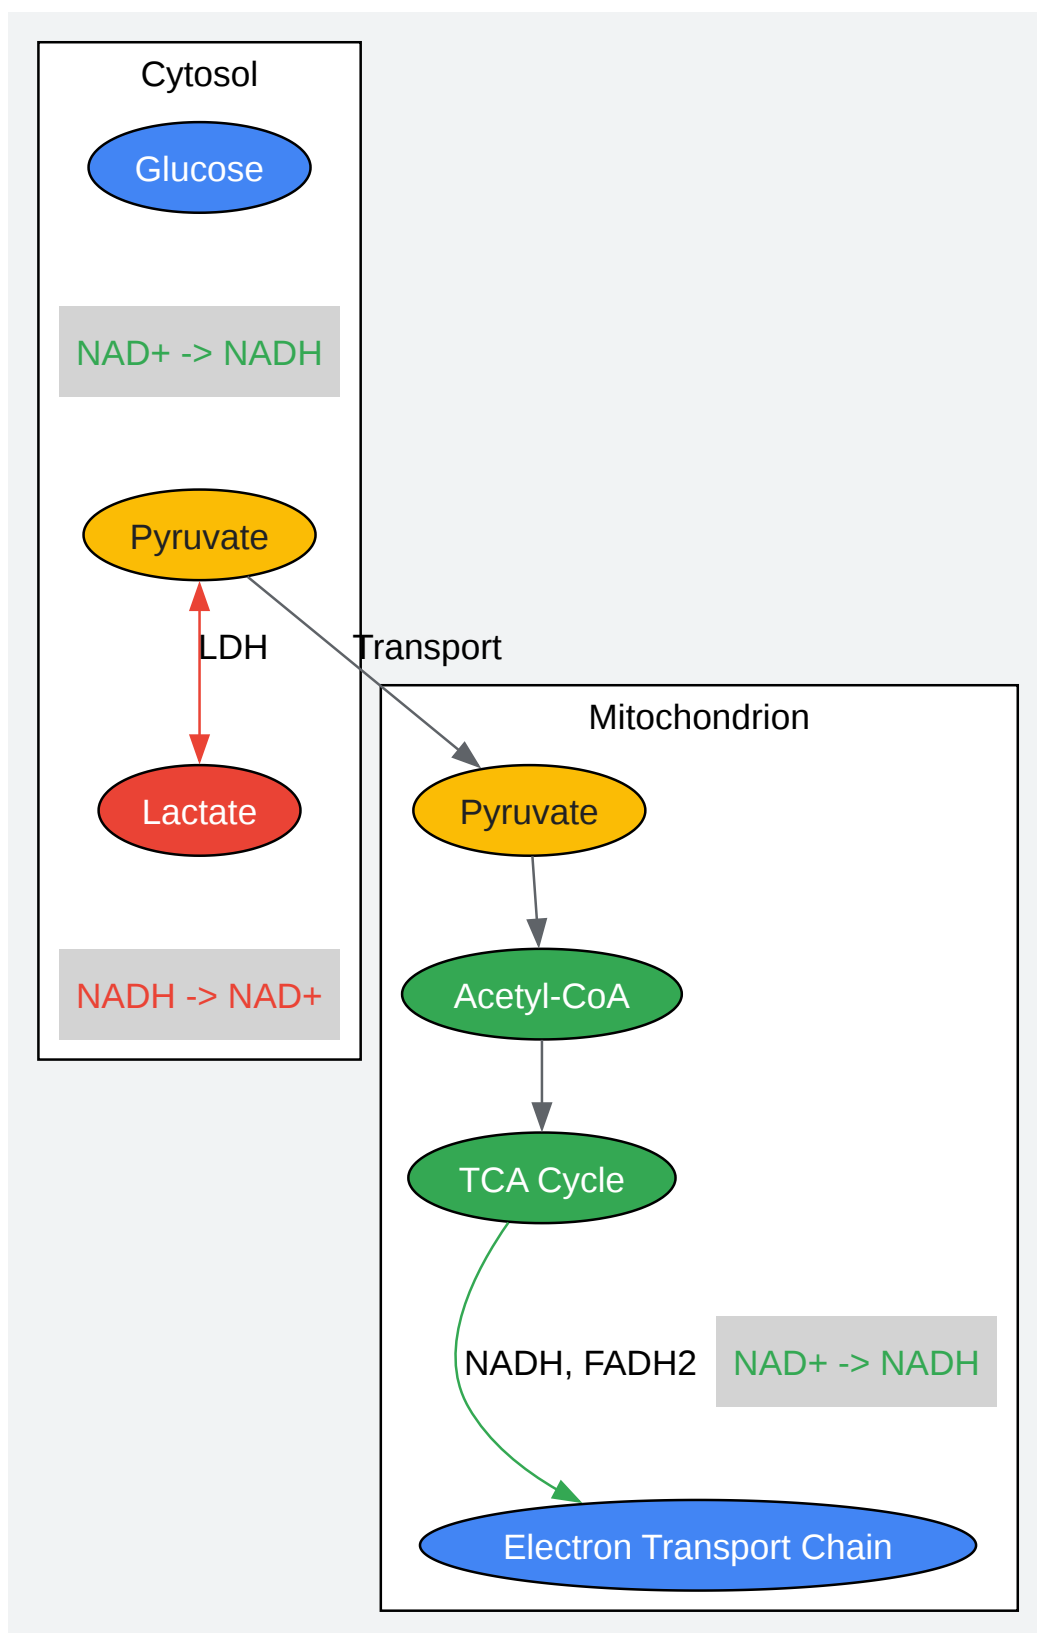 Cytosol
Glucose
NAD+ -> NADH
Pyruvate
LDH
Transport
Mitochondrion
Lactate
Pyruvate
NADH -> NAD+
Acetyl-CoA
TCA Cycle
NADH, FADH2
NAD+ -> NADH
Electron Transport Chain